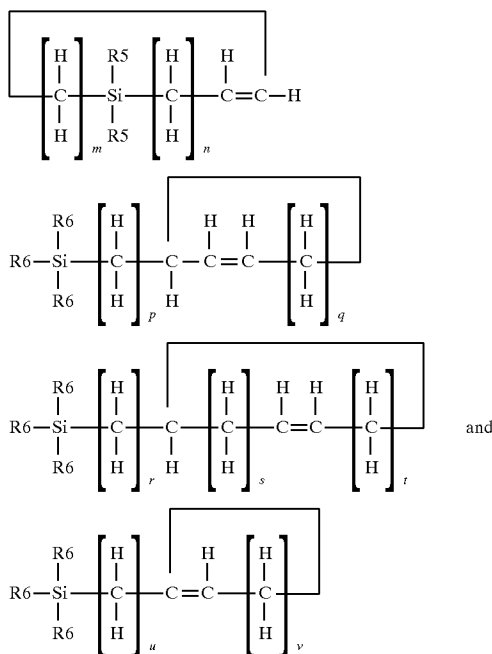 H R5 H H
C Si C C=C H
H R5 H
m n
R6 H H H H
R6 Si C C C=C C
R6 H H H
p q
R6 H H H H H
R6 Si C C C C=C C and
R6 H H H H
r s t
R6 H H H
R6 Si C C=C C
R6 H H
u v